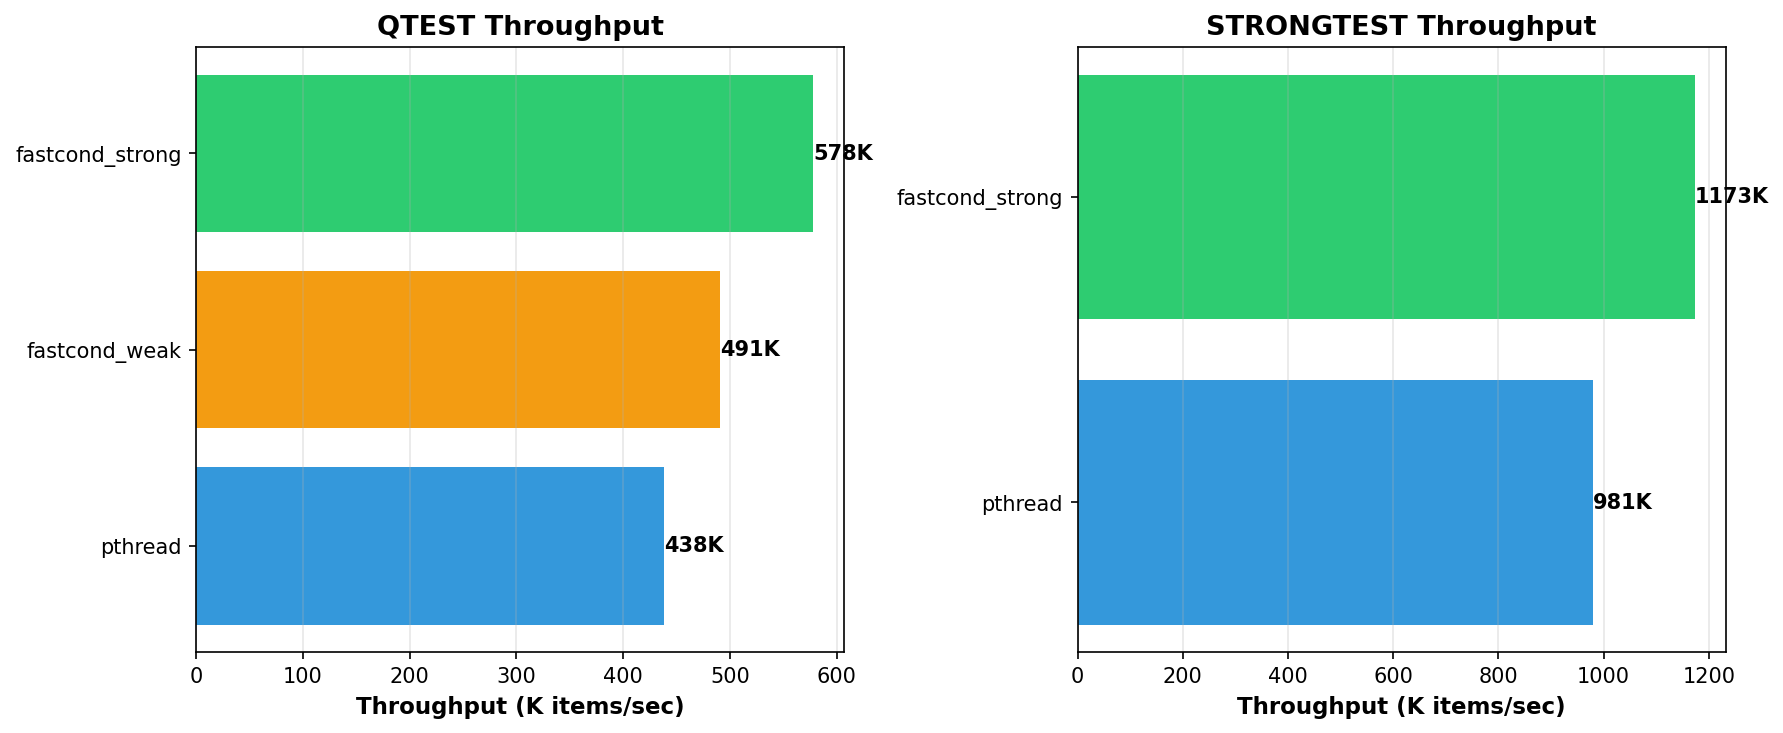 QTEST Throughput
fastcond_strong
578K
fastcond_weak
491K
pthread
438K
0 100 200 300 400 500 600
Throughput (K items/sec)
STRONGTEST Throughput
fastcond_strong
1173K
pthread
981K
0 200 400 600 800 1000 1200
Throughput (K items/sec)